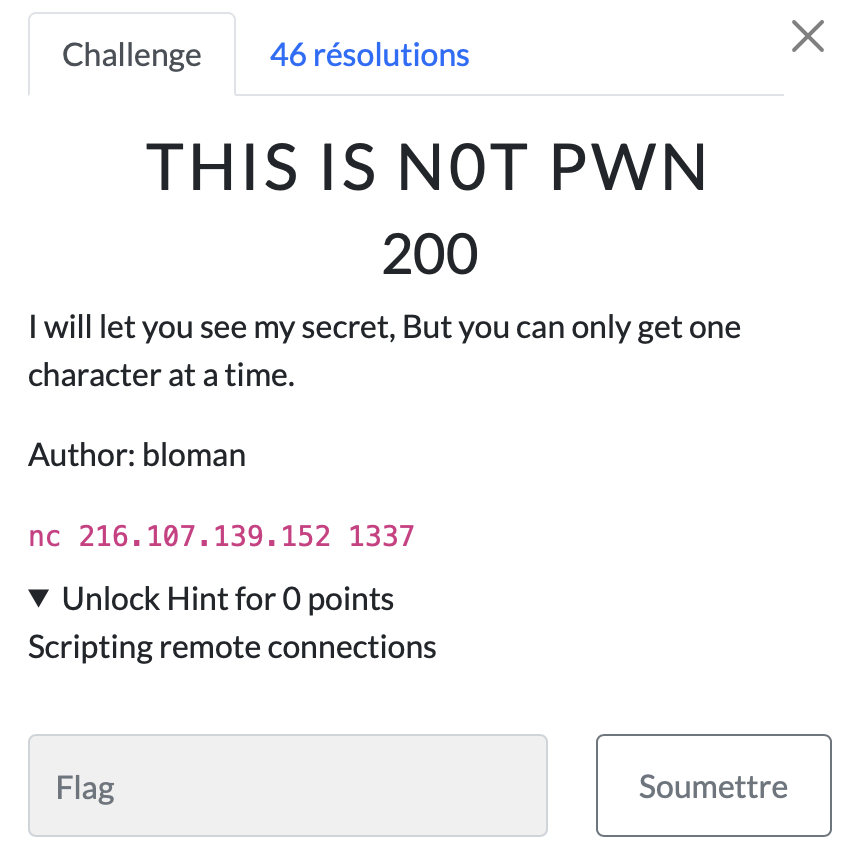 Challenge
46 résolutions
THIS IS N0T PWN
200
I will let you see my secret, But you can only get one
character at a time.
Author: bloman
nc 216.107.139.152 1337
▼ Unlock Hint for 0 points
Scripting remote connections
Flag
Soumettre